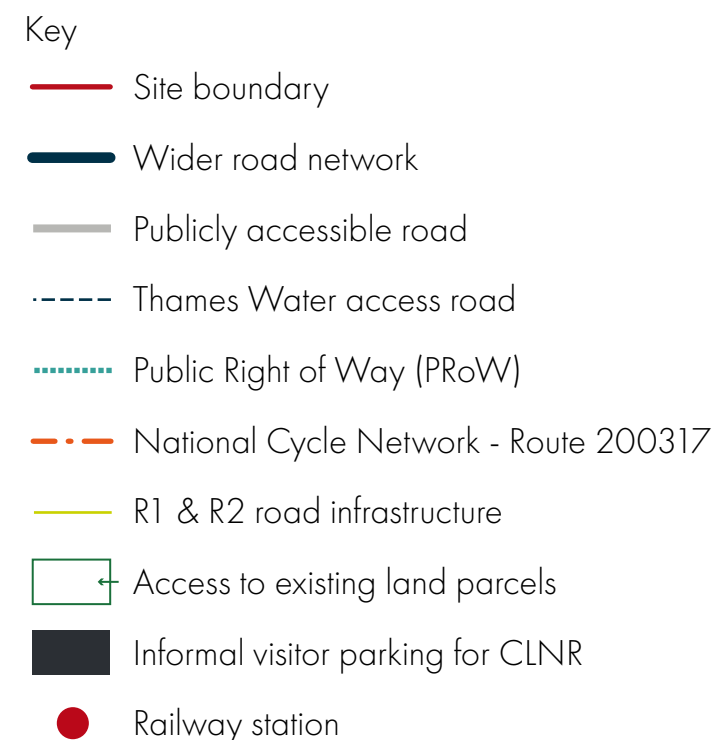 Key
Site boundary
Wider road network
Publicly accessible road
Thames Water access road
Public Right of Way (PRoW)
National Cycle Network - Route 200317
R1 & R2 road infrastructure
Access to existing land parcels
Informal visitor parking for CLNR
Railway station